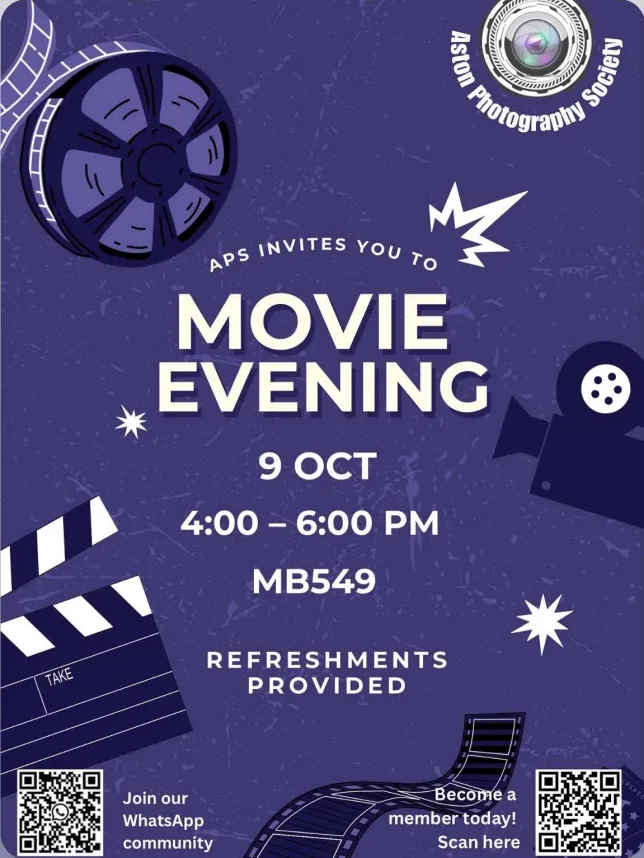 Aston Photography Society
APS INVITES YOU TO
MOVIE
EVENING
9 OCT
4:00 – 6:00 PM
MB549
REFRESHMENTS
PROVIDED
TAKE
Join our
WhatsApp
community
Become a
member today!
Scan here